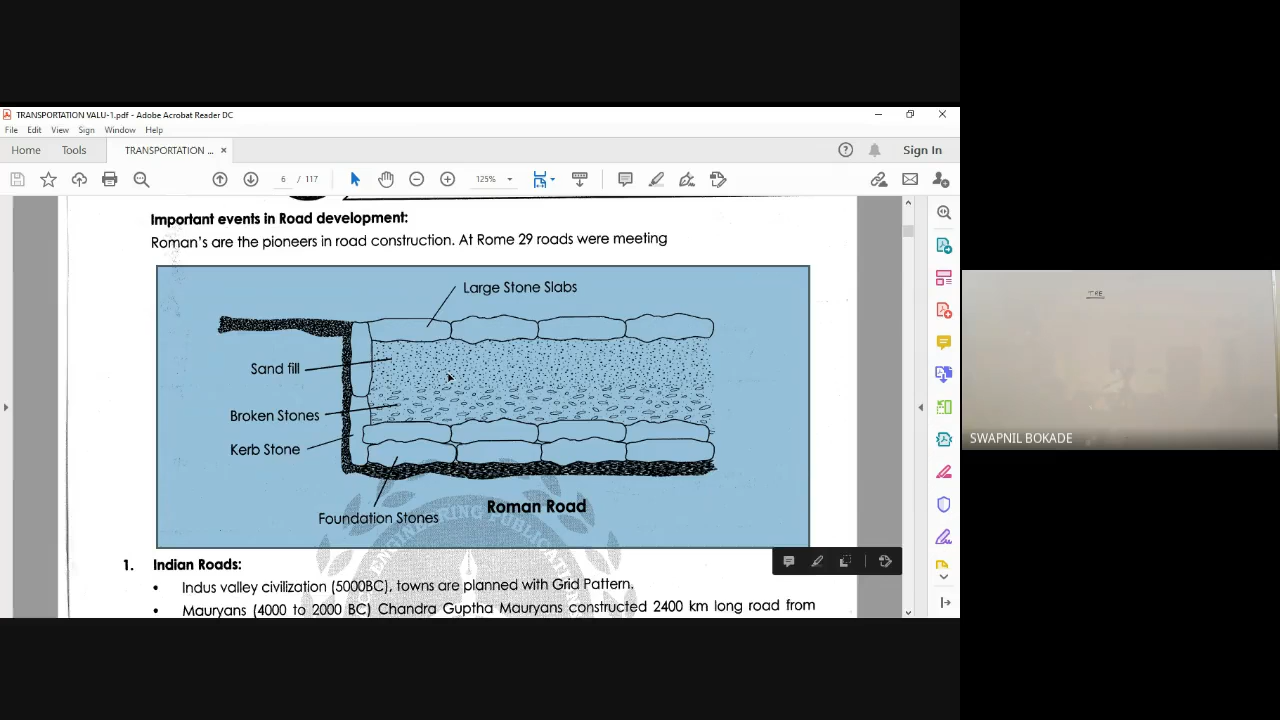 TRANSPORTATION VALU-1.pdf - Adobe Acrobat Reader DC
File Edit View Sign Window Help
Home Tools TRANSPORTATION ... × Sign In
6 / 117 125%
Important events in Road development:
Roman's are the pioneers in road construction. At Rome 29 roads were meeting
Large Stone Slabs
Sand fill
Broken Stones
Kerb Stone
Foundation Stones
Roman Road
ENGINEERING PUBLICAT
1. Indian Roads:
• Indus valley civilization (5000BC), towns are planned with Grid Pattern.
• Mauryans (4000 to 2000 BC) Chandra Guptha Mauryans constructed 2400 km long road from
TRE
SWAPNIL BOKADE